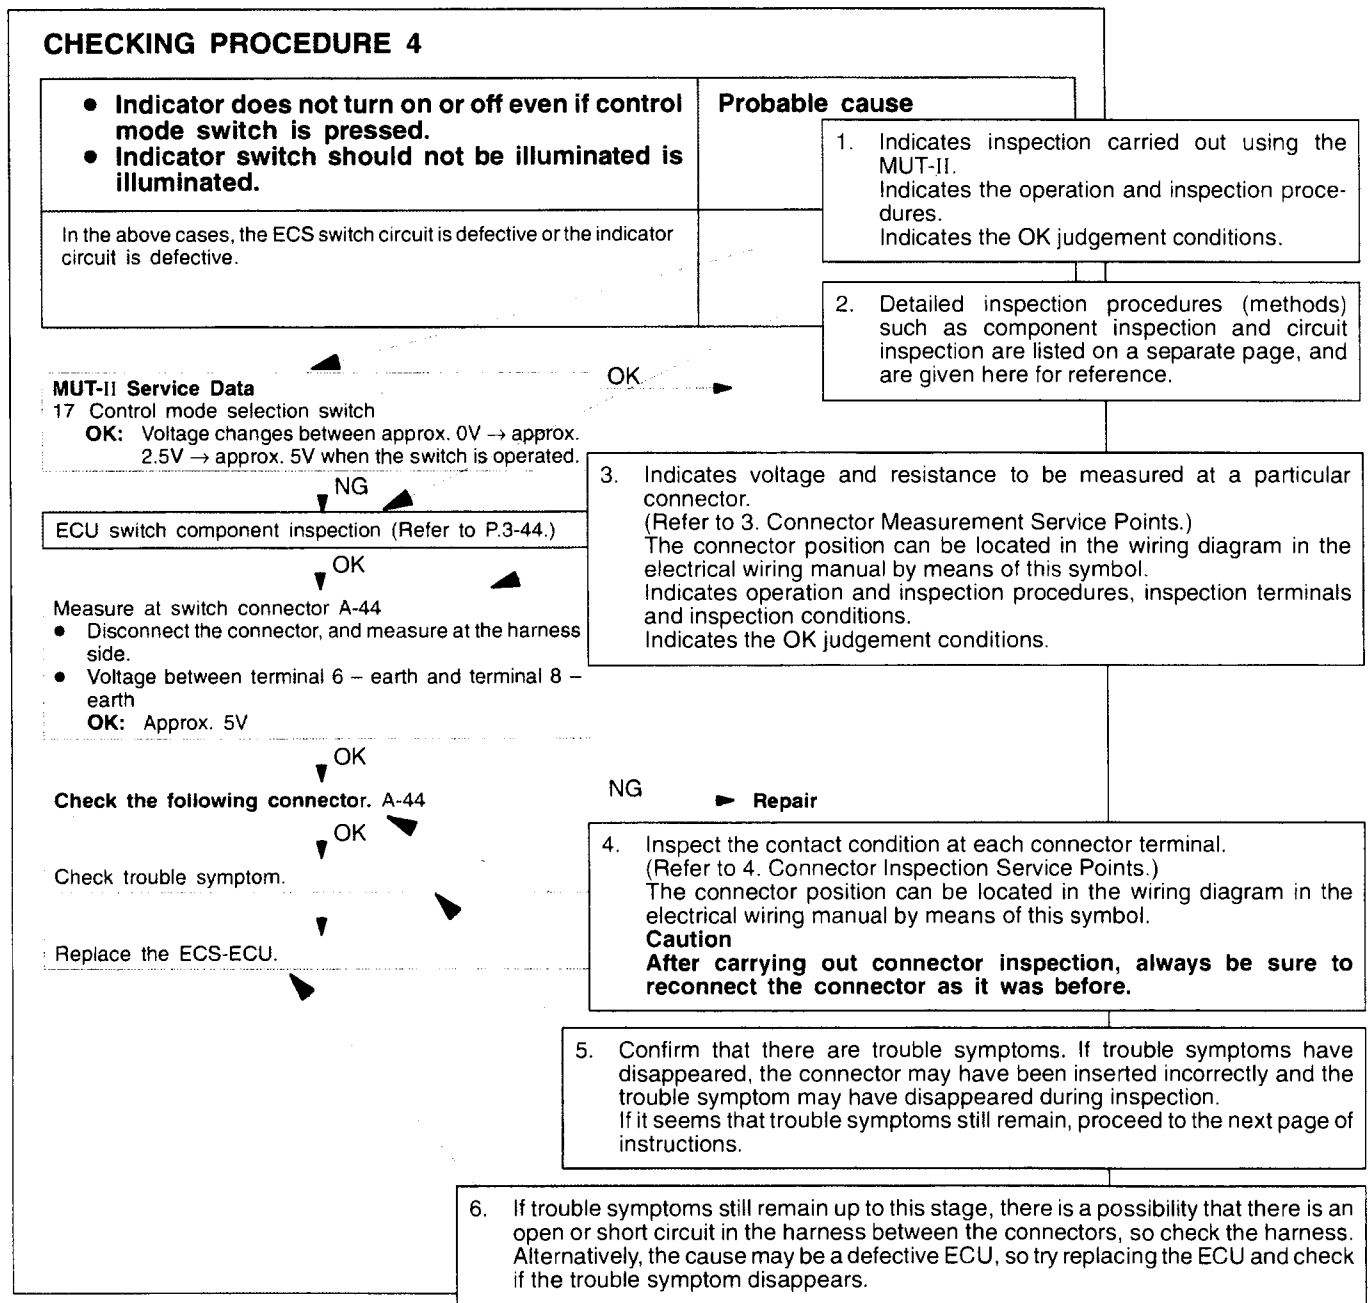 CHECKING PROCEDURE 4
● Indicator does not turn on or off even if control
mode switch is pressed.
● Indicator switch should not be illuminated is
illuminated.
Probable cause
In the above cases, the ECS switch circuit is defective or the indicator
circuit is defective.
1. Indicates inspection carried out using the
MUT-II.
Indicates the operation and inspection proce-
dures.
Indicates the OK judgement conditions.
2. Detailed inspection procedures (methods)
such as component inspection and circuit
inspection are listed on a separate page, and
are given here for reference.
MUT-II Service Data
17 Control mode selection switch
OK: Voltage changes between approx. 0V → approx.
2.5V → approx. 5V when the switch is operated.
OK
NG
ECU switch component inspection (Refer to P.3-44.)
OK
Measure at switch connector A-44
● Disconnect the connector, and measure at the harness
side.
● Voltage between terminal 6 – earth and terminal 8 –
earth
OK: Approx. 5V
3. Indicates voltage and resistance to be measured at a particular
connector.
(Refer to 3. Connector Measurement Service Points.)
The connector position can be located in the wiring diagram in the
electrical wiring manual by means of this symbol.
Indicates operation and inspection procedures, inspection terminals
and inspection conditions.
Indicates the OK judgement conditions.
OK
Check the following connector. A-44
NG
Repair
OK
Check trouble symptom.
Replace the ECS-ECU.
4. Inspect the contact condition at each connector terminal.
(Refer to 4. Connector Inspection Service Points.)
The connector position can be located in the wiring diagram in the
electrical wiring manual by means of this symbol.
Caution
After carrying out connector inspection, always be sure to
reconnect the connector as it was before.
5. Confirm that there are trouble symptoms. If trouble symptoms have
disappeared, the connector may have been inserted incorrectly and the
trouble symptom may have disappeared during inspection.
If it seems that trouble symptoms still remain, proceed to the next page of
instructions.
6. If trouble symptoms still remain up to this stage, there is a possibility that there is an
open or short circuit in the harness between the connectors, so check the harness.
Alternatively, the cause may be a defective ECU, so try replacing the ECU and check
if the trouble symptom disappears.